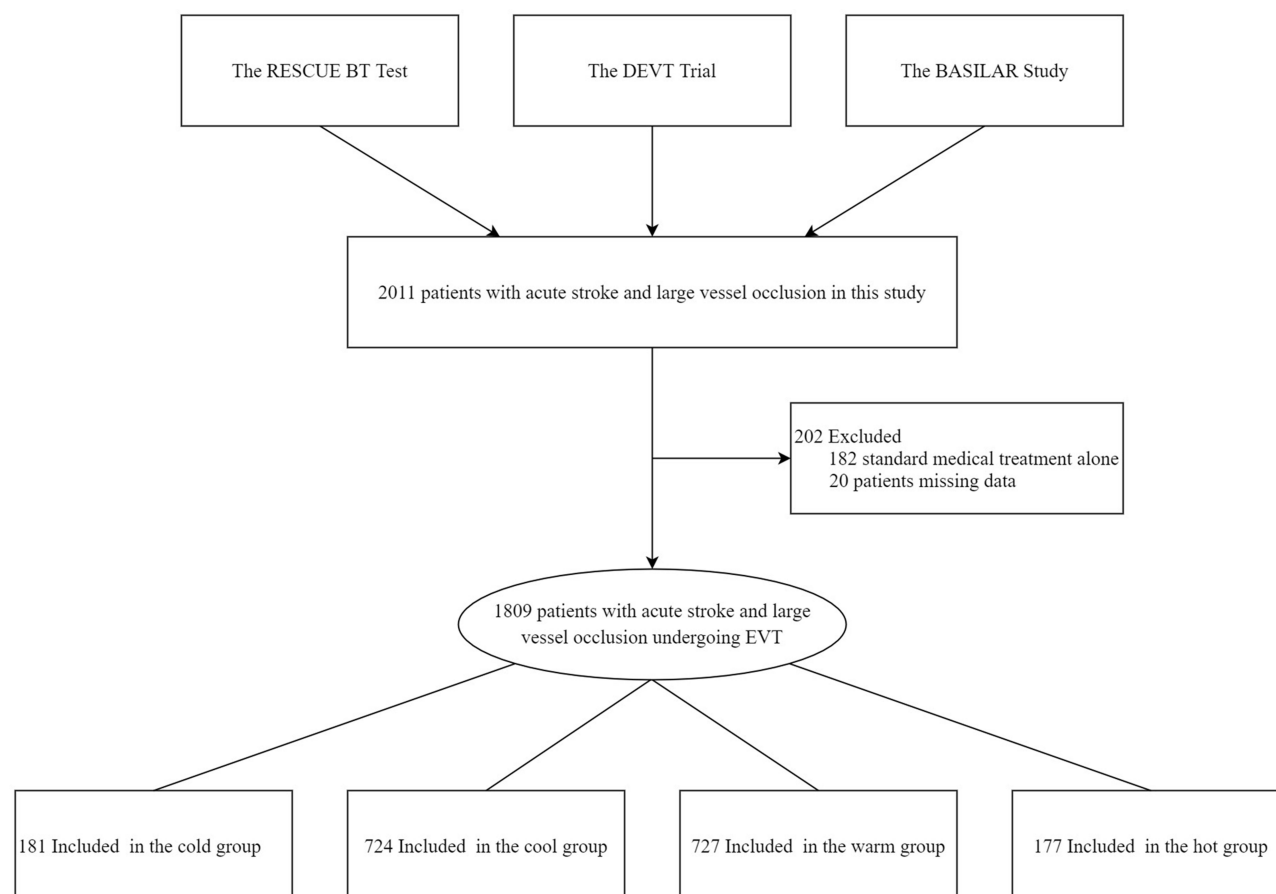 The RESCUE BT Test
The DEVT Trial
The BASILAR Study
2011 patients with acute stroke and large vessel occlusion in this study
202 Excluded
182 standard medical treatment alone
20 patients missing data
1809 patients with acute stroke and large
vessel occlusion undergoing EVT
181 Included in the cold group
724 Included in the cool group
727 Included in the warm group
177 Included in the hot group